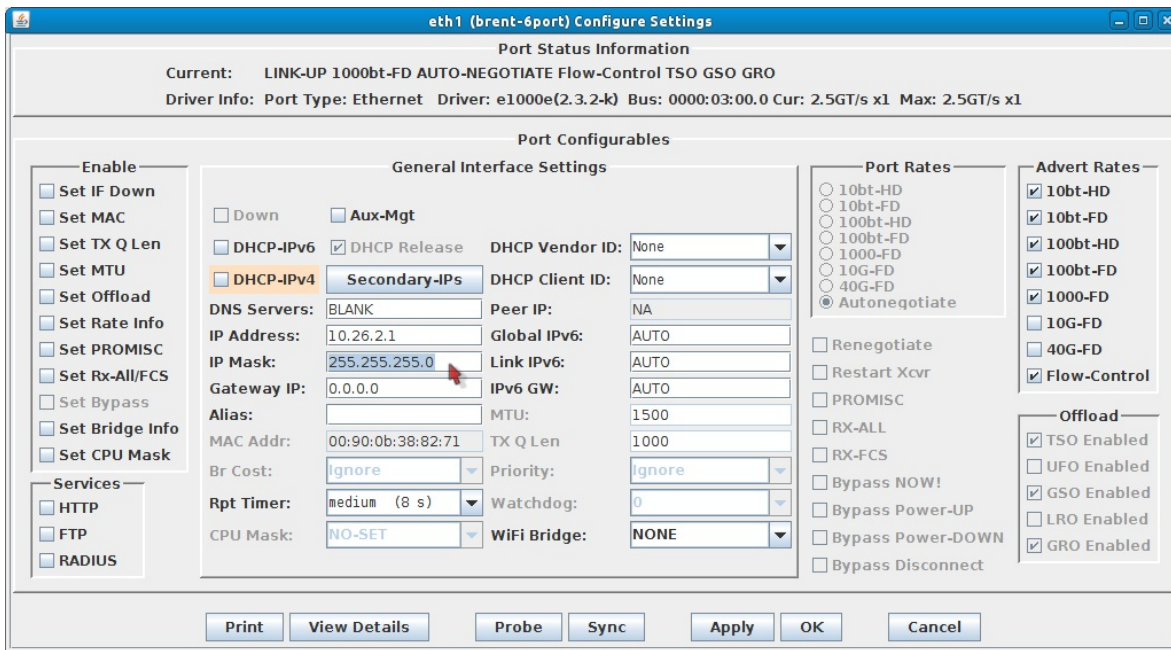 eth1 (brent-6port) Configure Settings
Port Status Information
Current: LINK-UP 1000bt-FD AUTO-NEGOTIATE Flow-Control TSO GSO GRO
Driver Info: Port Type: Ethernet Driver: e1000e(2.3.2-k) Bus: 0000:03:00.0 Cur: 2.5GT/s x1 Max: 2.5GT/s x1
Port Configurables
Enable
Set IF Down
Set MAC
Set TX Q Len
Set MTU
Set Offload
Set Rate Info
Set PROMISC
Set Rx-All/FCS
Set Bypass
Set Bridge Info
Set CPU Mask
Services
HTTP
FTP
RADIUS
General Interface Settings
Down Aux-Mgt
DHCP-IPv6 DHCP Release DHCP Vendor ID: None
DHCP-IPv4 Secondary-IPs DHCP Client ID: None
DNS Servers: BLANK Peer IP: NA
IP Address: 10.26.2.1 Global IPv6: AUTO
IP Mask: 255.255.255.0 Link IPv6: AUTO
Gateway IP: 0.0.0.0 IPv6 GW: AUTO
Alias: MTU: 1500
MAC Addr: 00:90:0b:38:82:71 TX Q Len 1000
Br Cost: Ignore Priority: Ignore
Rpt Timer: medium (8 s) Watchdog: 0
CPU Mask: NO-SET WiFi Bridge: NONE
Port Rates
10bt-HD
10bt-FD
100bt-HD
100bt-FD
1000-FD
10G-FD
40G-FD
Autonegotiate
Renegotiate
Restart Xcvr
PROMISC
RX-ALL
RX-FCS
Bypass NOW!
Bypass Power-UP
Bypass Power-DOWN
Bypass Disconnect
Advert Rates
10bt-HD
10bt-FD
100bt-HD
100bt-FD
1000-FD
10G-FD
40G-FD
Flow-Control
Offload
TSO Enabled
UFO Enabled
GSO Enabled
LRO Enabled
GRO Enabled
Print View Details Probe Sync Apply OK Cancel